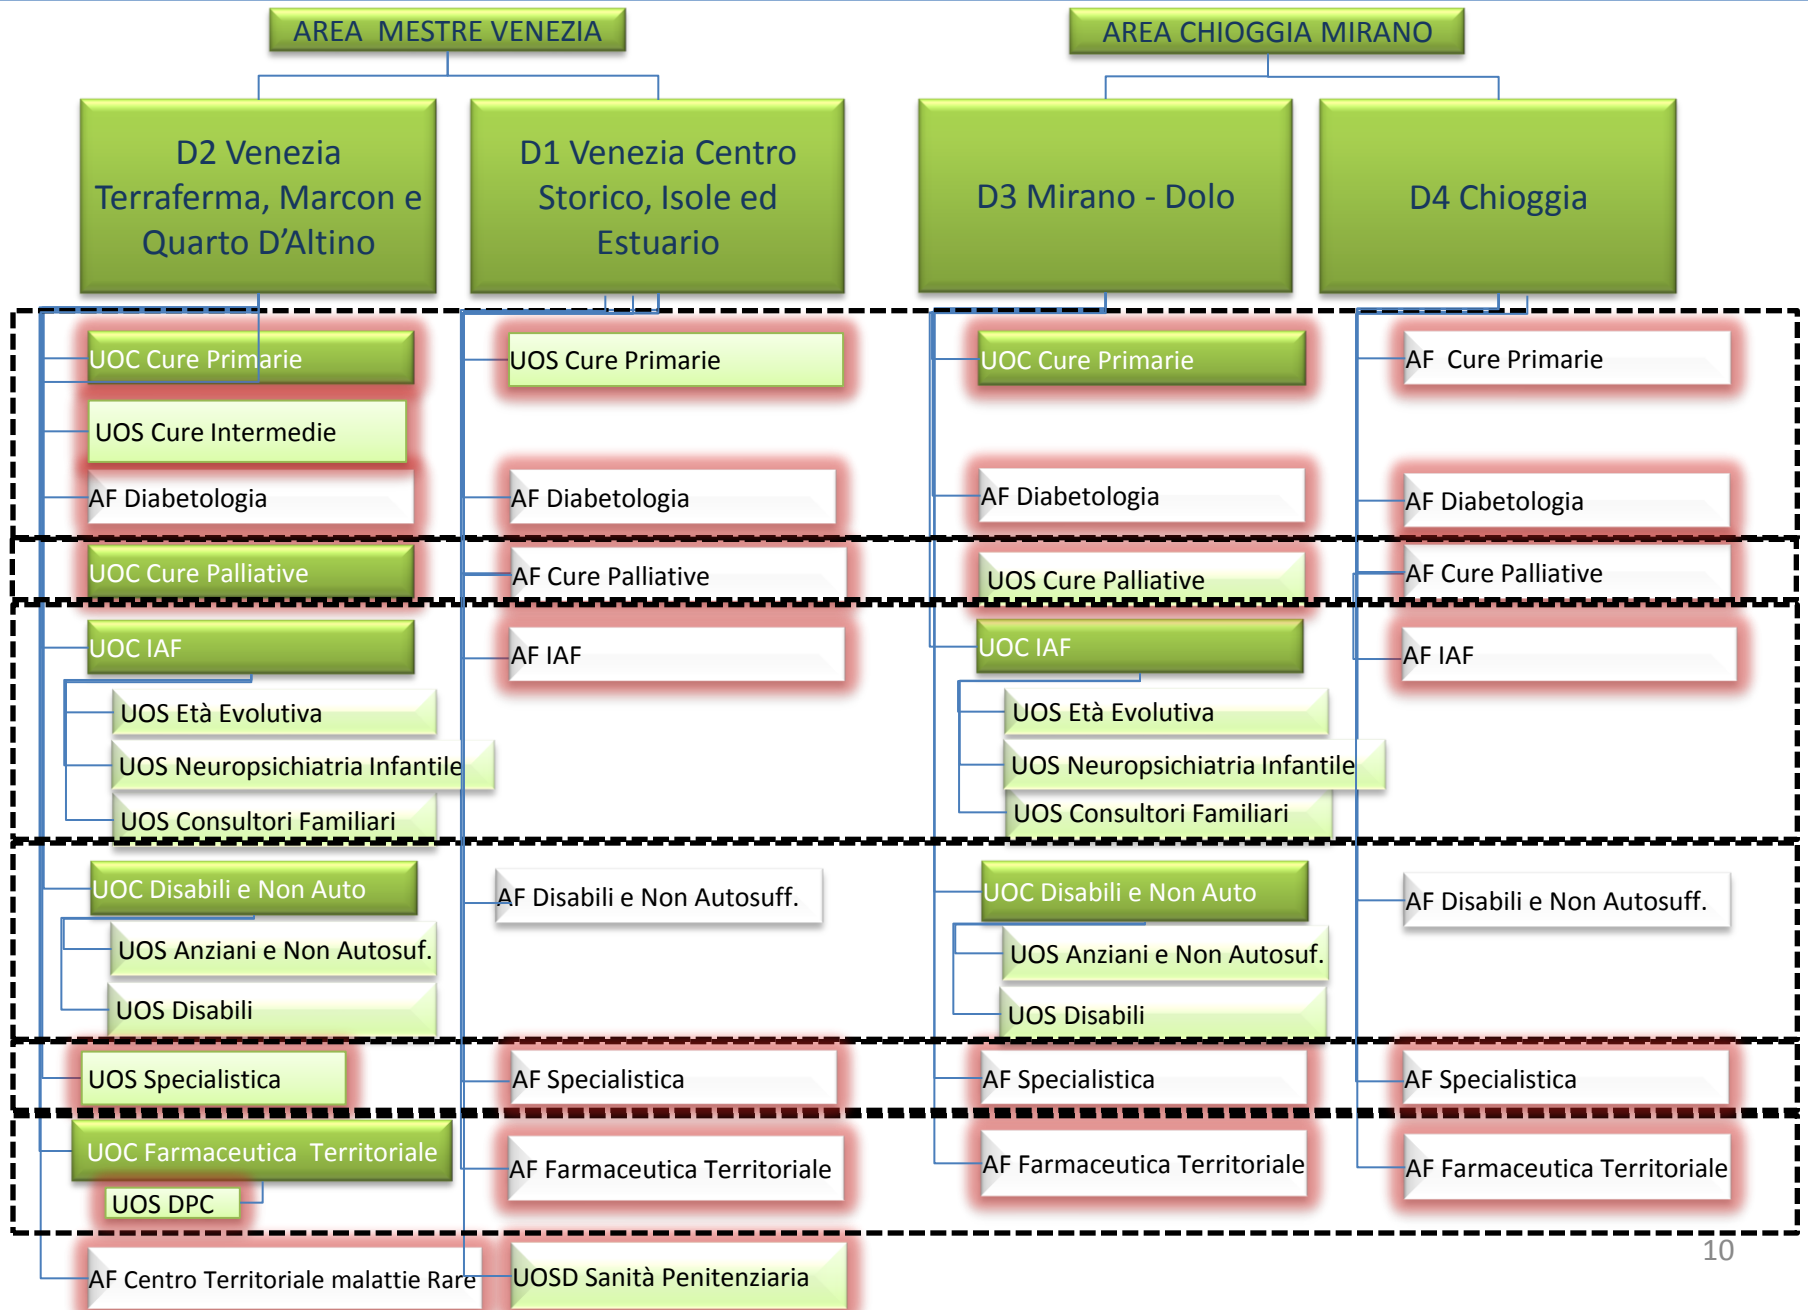 AREA MESTRE VENEZIA
AREA CHIOGGIA MIRANO
D2 Venezia
Terraferma, Marcon e
Quarto D'Altino
D1 Venezia Centro
Storico, Isole ed
Estuario
D3 Mirano - Dolo
D4 Chioggia
UOC Cure Primarie
UOS Cure Primarie
UOC Cure Primarie
AF Cure Primarie
UOS Cure Intermedie
AF Diabetologia
AF Diabetologia
AF Diabetologia
AF Diabetologia
UOC Cure Palliative
AF Cure Palliative
UOS Cure Palliative
AF Cure Palliative
UOC IAF
AF IAF
UOC IAF
AF IAF
UOS Età Evolutiva
UOS Età Evolutiva
UOS Neuropsichiatria Infantile
UOS Neuropsichiatria Infantile
UOS Consultori Familiari
UOS Consultori Familiari
UOC Disabili e Non Auto
AF Disabili e Non Autosuff.
UOC Disabili e Non Auto
AF Disabili e Non Autosuff.
UOS Anziani e Non Autosuf.
UOS Anziani e Non Autosuf.
UOS Disabili
UOS Disabili
UOS Specialistica
AF Specialistica
AF Specialistica
AF Specialistica
UOC Farmaceutica Territoriale
AF Farmaceutica Territoriale
AF Farmaceutica Territoriale
AF Farmaceutica Territoriale
UOS DPC
AF Centro Territoriale malattie Rare
UOSD Sanità Penitenziaria
10